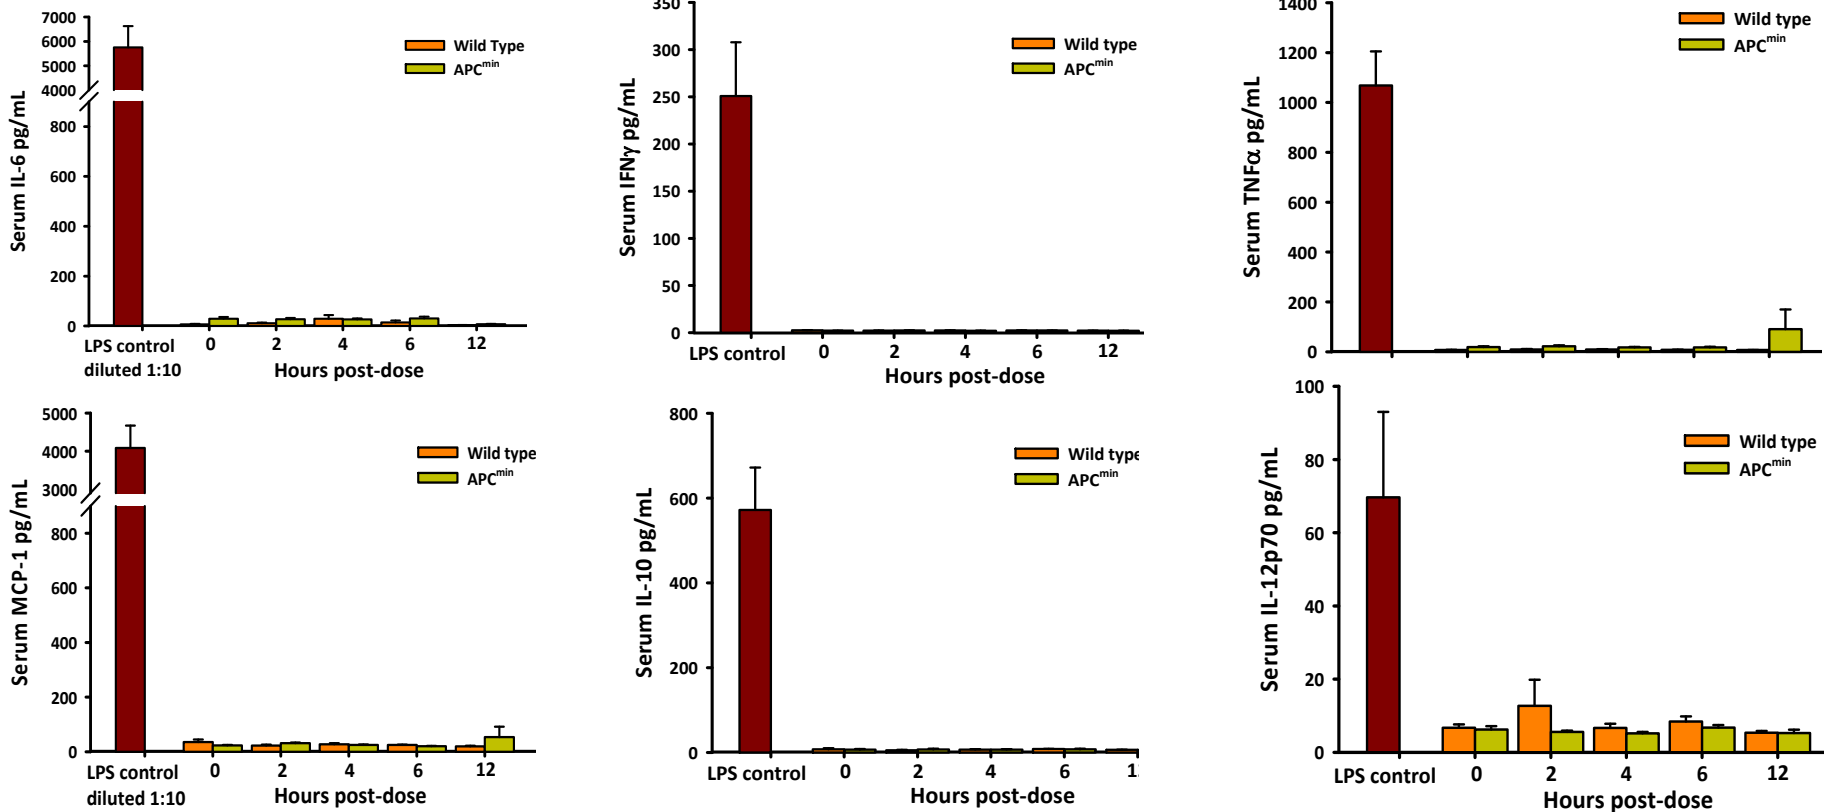 7000
6000
5000
4000
800
600
400
200
0
Serum IL-6 pg/mL
Wild Type
APCmin
LPS control
diluted 1:10
0 2 4 6 12
Hours post-dose
350
300
250
200
150
100
50
0
Serum IFNγ pg/mL
Wild type
APCmin
LPS control
0 2 4 6 12
Hours post-dose
1400
1200
1000
800
600
400
200
0
Serum TNFα pg/mL
Wild type
APCmin
5000
4000
3000
800
600
400
200
0
Serum MCP-1 pg/mL
Wild type
APCmin
LPS control
diluted 1:10
0 2 4 6 12
Hours post-dose
800
600
400
200
0
Serum IL-10 pg/mL
Wild type
APCmin
LPS control
0 2 4 6 1
Hours post-dose
100
80
60
40
20
0
Serum IL-12p70 pg/mL
Wild type
APCmin
LPS control
0 2 4 6 12
Hours post-dose